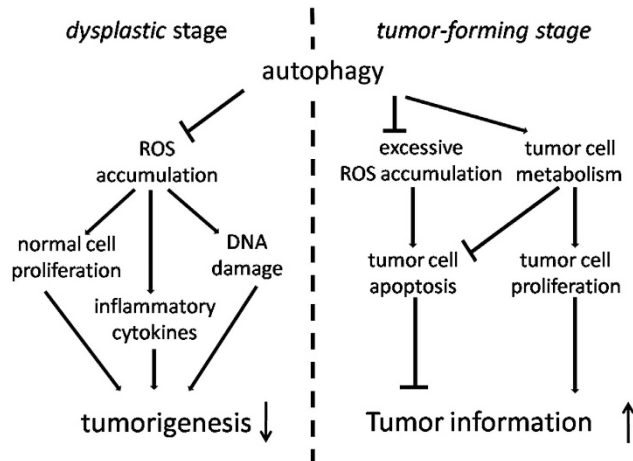 dysplastic stage
tumor-forming stage
autophagy
ROS
accumulation
normal cell
proliferation
DNA
damage
inflammatory
cytokines
tumorigenesis ↓
excessive
ROS accumulation
tumor cell
metabolism
tumor cell
apoptosis
tumor cell
proliferation
Tumor information ↑